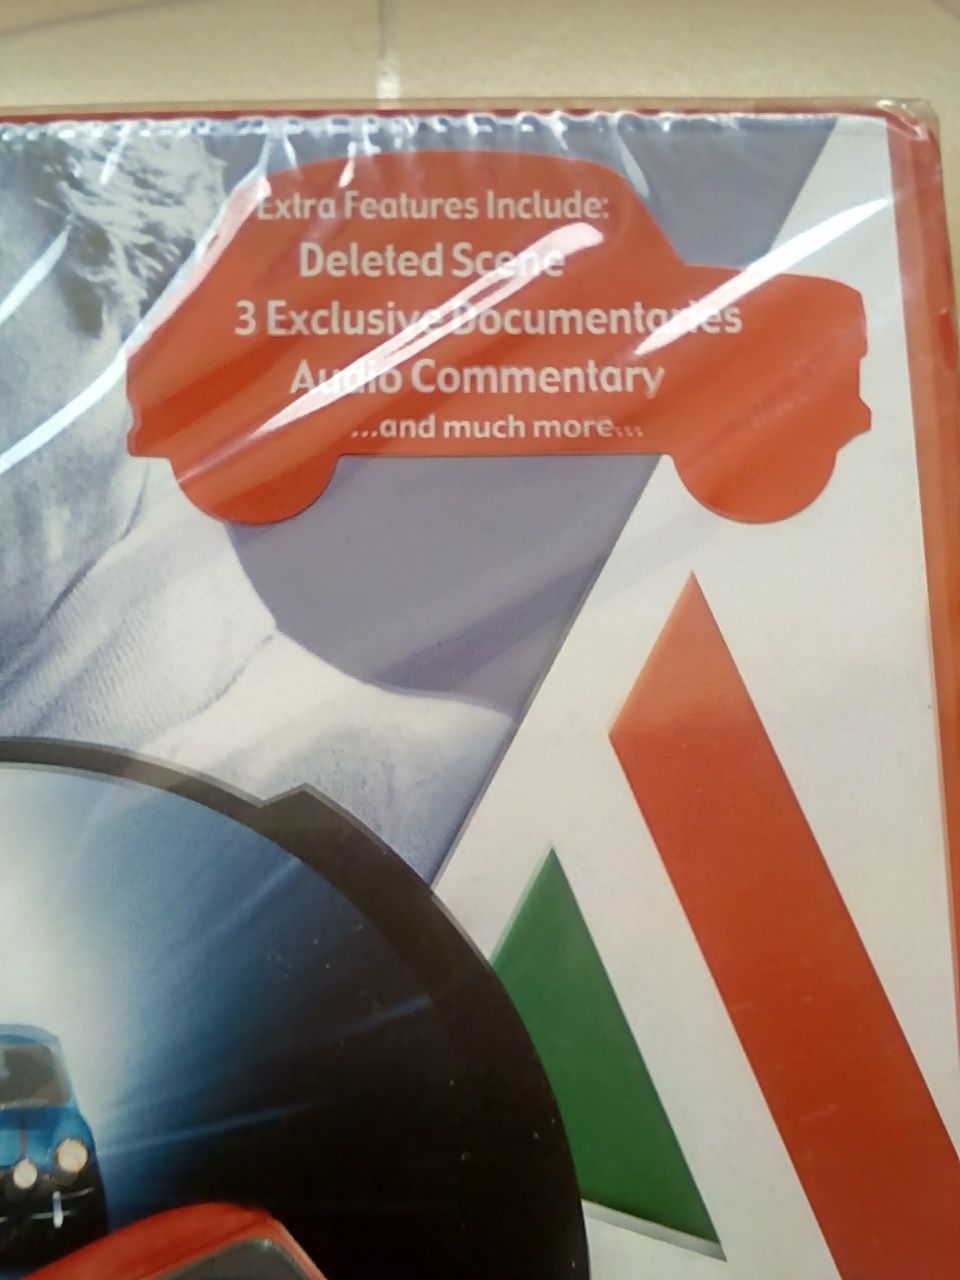 Extra Features Include:
Deleted Scene
3 Exclusive Documentaries
Audio Commentary
...and much more...